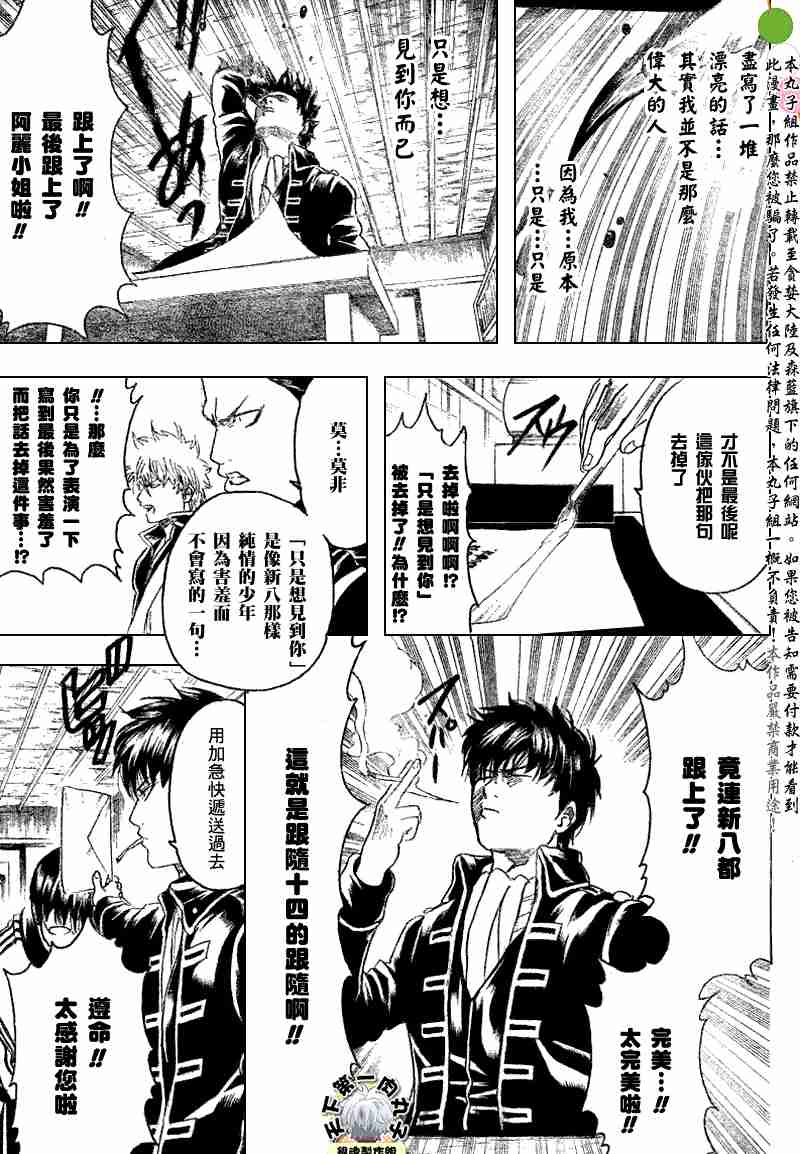 盡寫了一堆
漂亮的話…
其實我並不是那麼
偉大的人
因為我…原本
…只是…只是
只是想…
見到你而已
跟上了啊!!
最後跟上了
阿麗小姐啦!!
才不是最後呢
這傢伙把那句
去掉了
去掉啦啊啊啊!?
「只是想見到你」
被去掉了!!為什麼!?
莫…莫非
「只是想見到你」
是像新八那樣
純情的少年
因為害羞而
不會寫的一句…
!!…那麼
你只是為了表演一下
寫到最後果然害羞了
而把話去掉這件事…!?
竟連新八都
跟上了!!
完美…!!
太完美啦!!
這就是跟隨十四的跟隨啊!!
用加急快遞送過去
遵命!!
太感謝您啦
本丸子組作品禁止轉載至貪婪大陸及森藍旗下的任何網站。如果您被告知需要付款才能看到
此漫畫，那麼您被騙了。若發生任何法律問題，本丸子組一概不負責！本作品嚴禁商業用途！
天下第一肉丸子